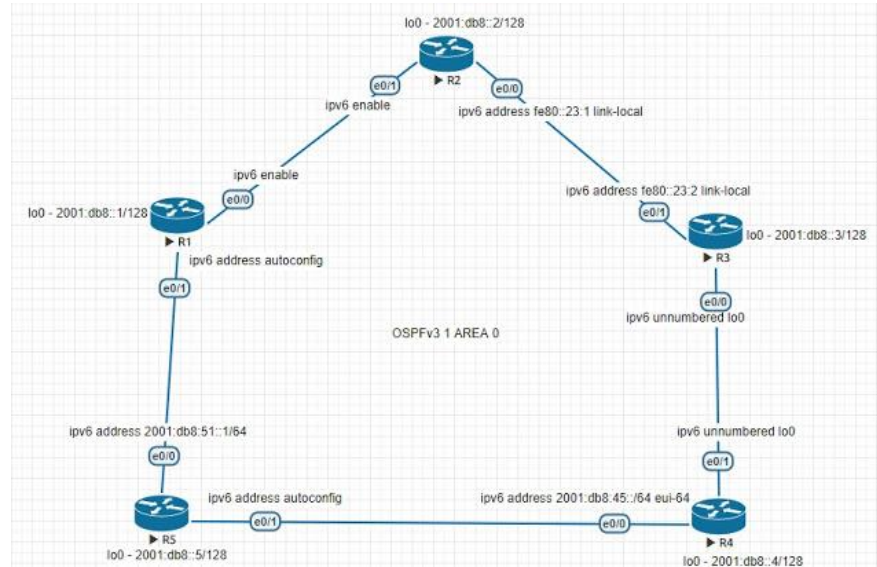 lo0 - 2001:db8::2/128
e0/1
▶ R2
e0/0
ipv6 enable
ipv6 address fe80::23:1 link-local
ipv6 enable
ipv6 address fe80::23:2 link-local
e0/0
e0/1
lo0 - 2001:db8::1/128
▶ R1
lo0 - 2001:db8::3/128
▶ R3
ipv6 address autoconfig
e0/1
e0/0
ipv6 unnumbered lo0
OSPFv3 1 AREA 0
ipv6 address 2001:db8:51::1/64
ipv6 unnumbered lo0
e0/0
e0/1
ipv6 address autoconfig
ipv6 address 2001:db8:45::/64 eui-64
e0/1
e0/0
▶ R5
▶ R4
lo0 - 2001:db8::5/128
lo0 - 2001:db8::4/128